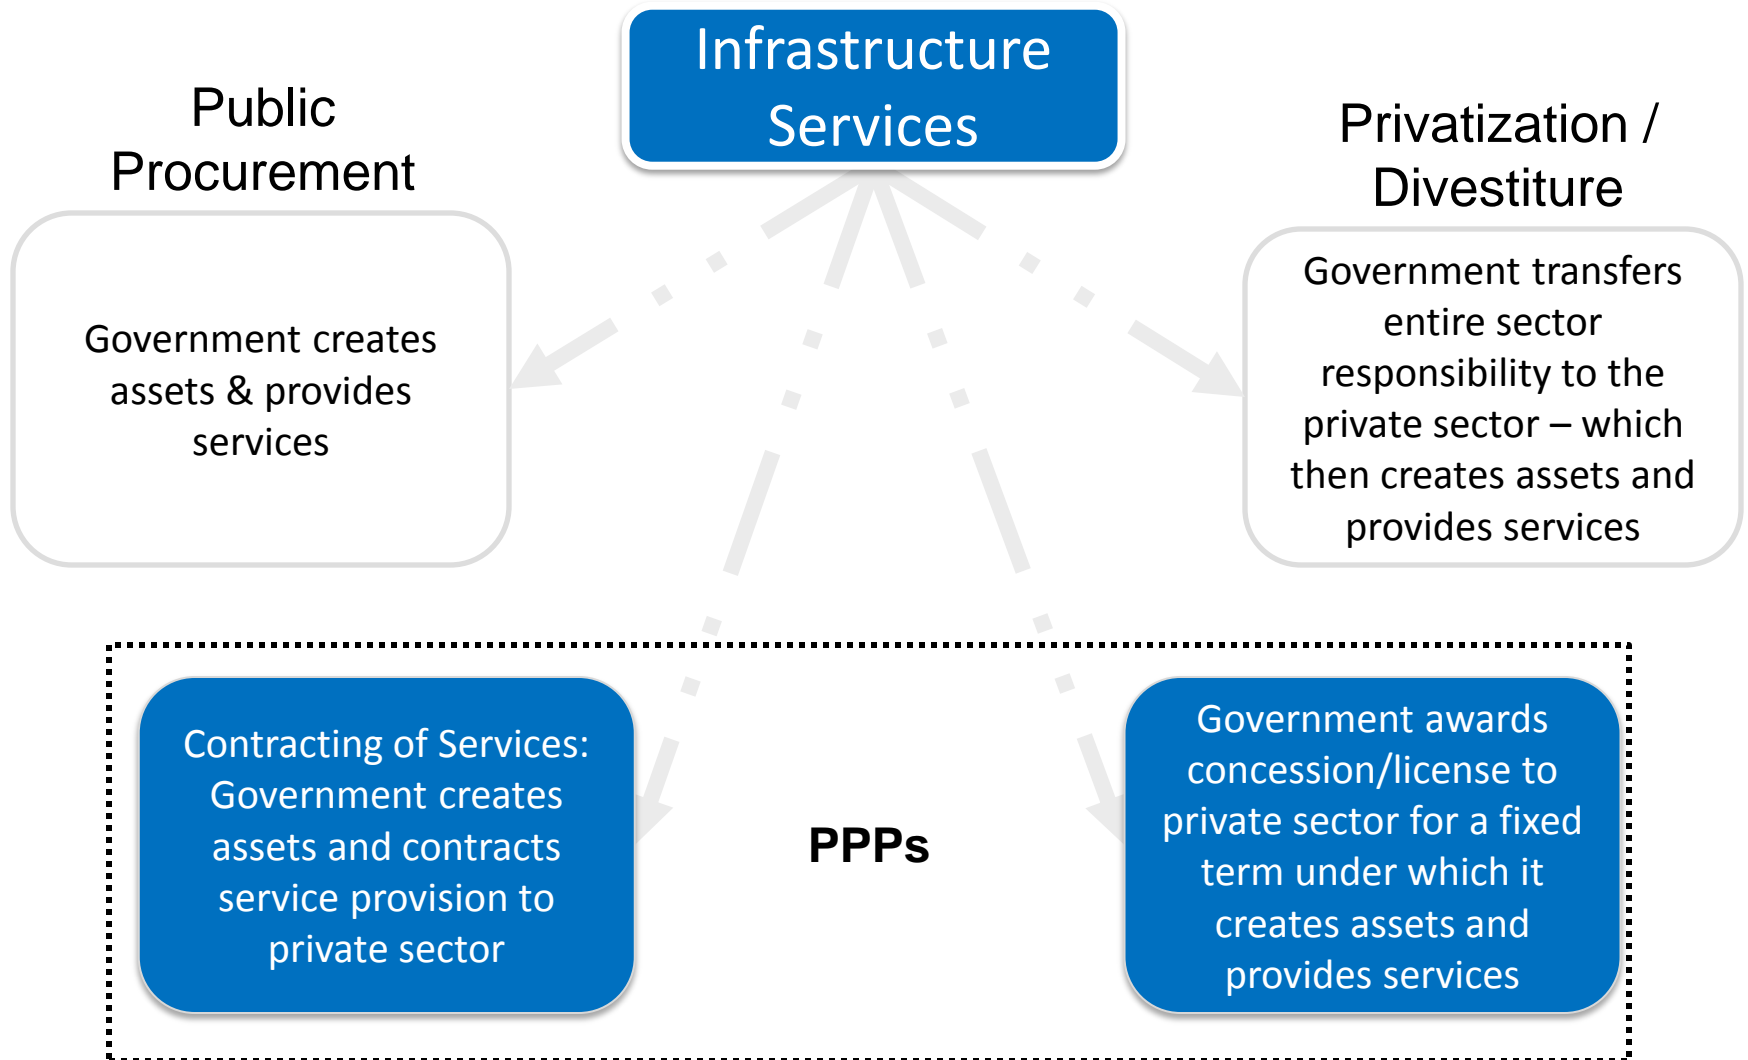 Infrastructure
Services
Public
Procurement
Government creates
assets & provides
services
Privatization /
Divestiture
Government transfers
entire sector
responsibility to the
private sector – which
then creates assets and
provides services
Contracting of Services:
Government creates
assets and contracts
service provision to
private sector
PPPs
Government awards
concession/license to
private sector for a fixed
term under which it
creates assets and
provides services